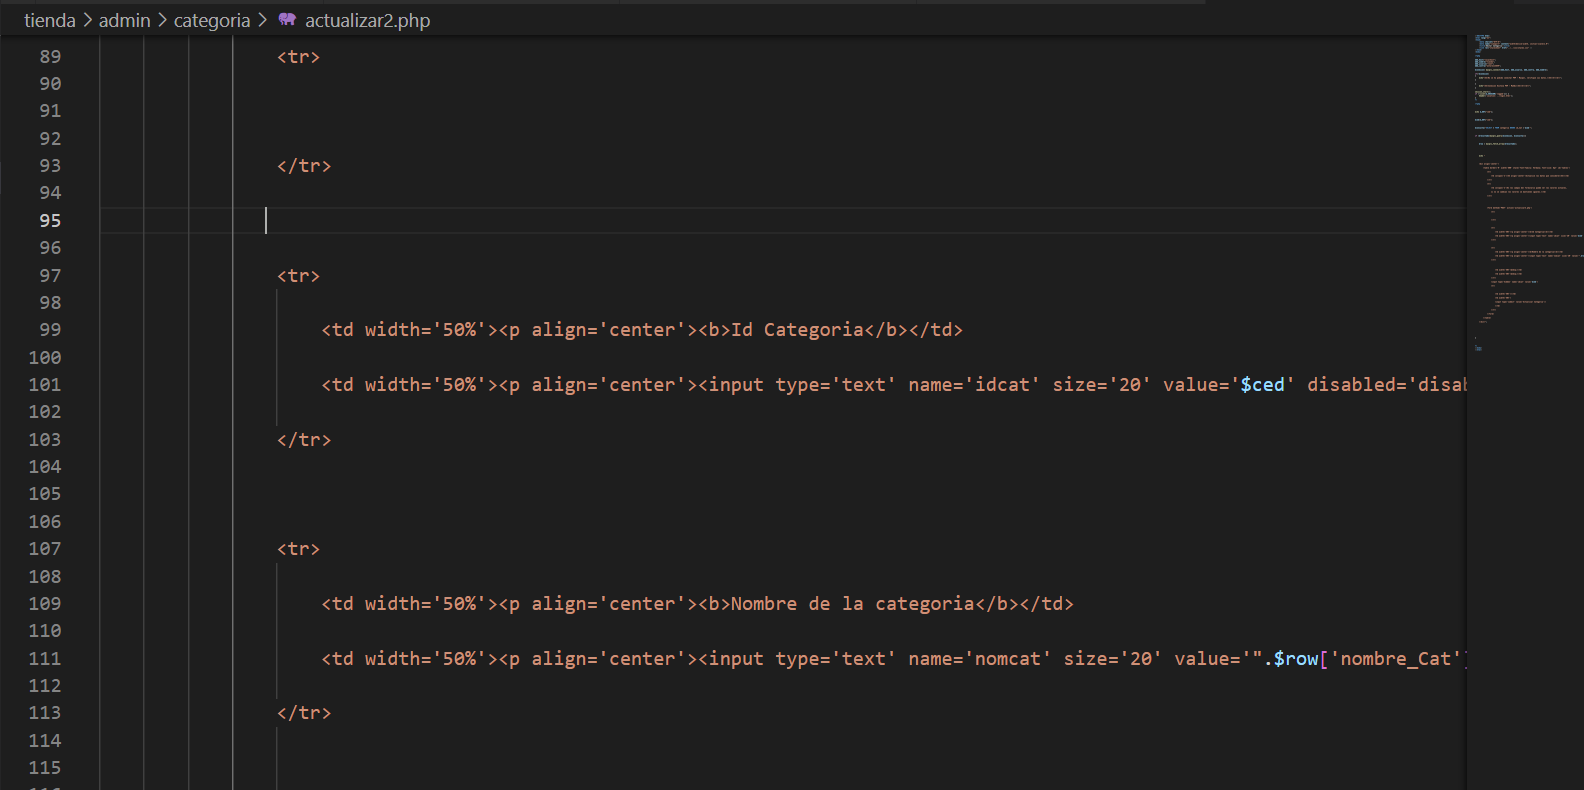 tienda > admin > categoria > actualizar2.php
89 <tr>
90
91
92
93 </tr>
94
95
96
97 <tr>
98
99 <td width='50%'><p align='center'><b>Id Categoria</b></td>
100
101 <td width='50%'><p align='center'><input type='text' name='idcat' size='20' value='$ced' disabled='disab
102
103 </tr>
104
105
106
107 <tr>
108
109 <td width='50%'><p align='center'><b>Nombre de la categoria</b></td>
110
111 <td width='50%'><p align='center'><input type='text' name='nomcat' size='20' value='".$row['nombre_Cat']
112
113 </tr>
114
115